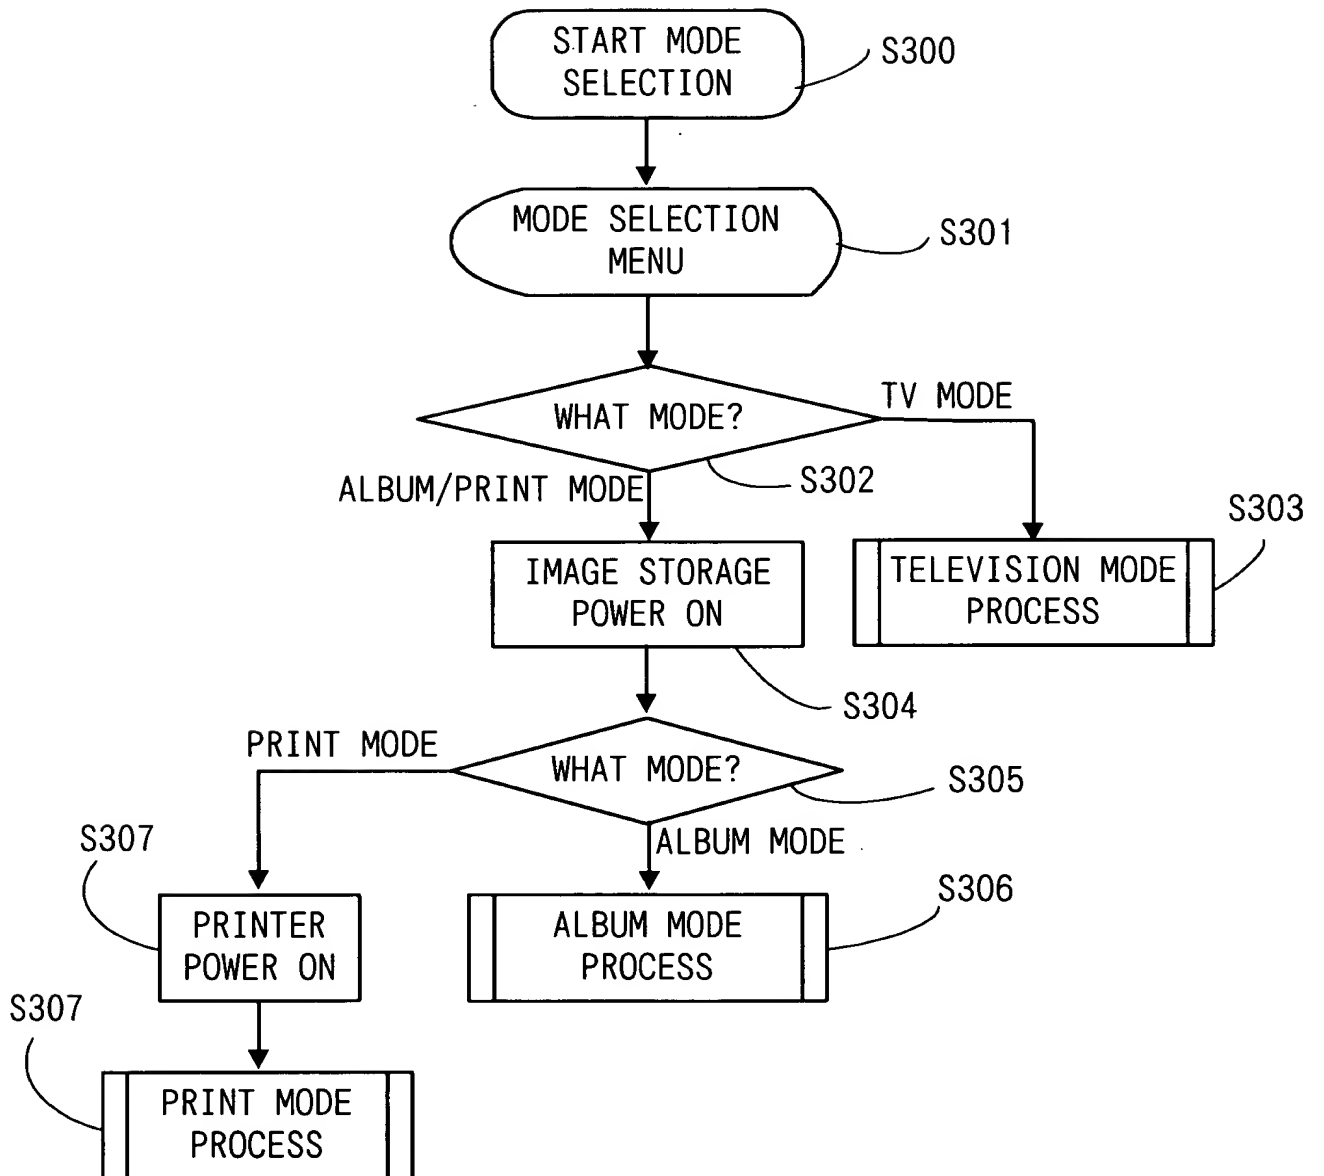 START MODE
SELECTION
S300
MODE SELECTION
MENU
S301
WHAT MODE?
TV MODE
S302
ALBUM/PRINT MODE
S303
IMAGE STORAGE
POWER ON
TELEVISION MODE
PROCESS
S304
PRINT MODE
WHAT MODE?
S305
ALBUM MODE
S307
S306
PRINTER
POWER ON
ALBUM MODE
PROCESS
S307
PRINT MODE
PROCESS